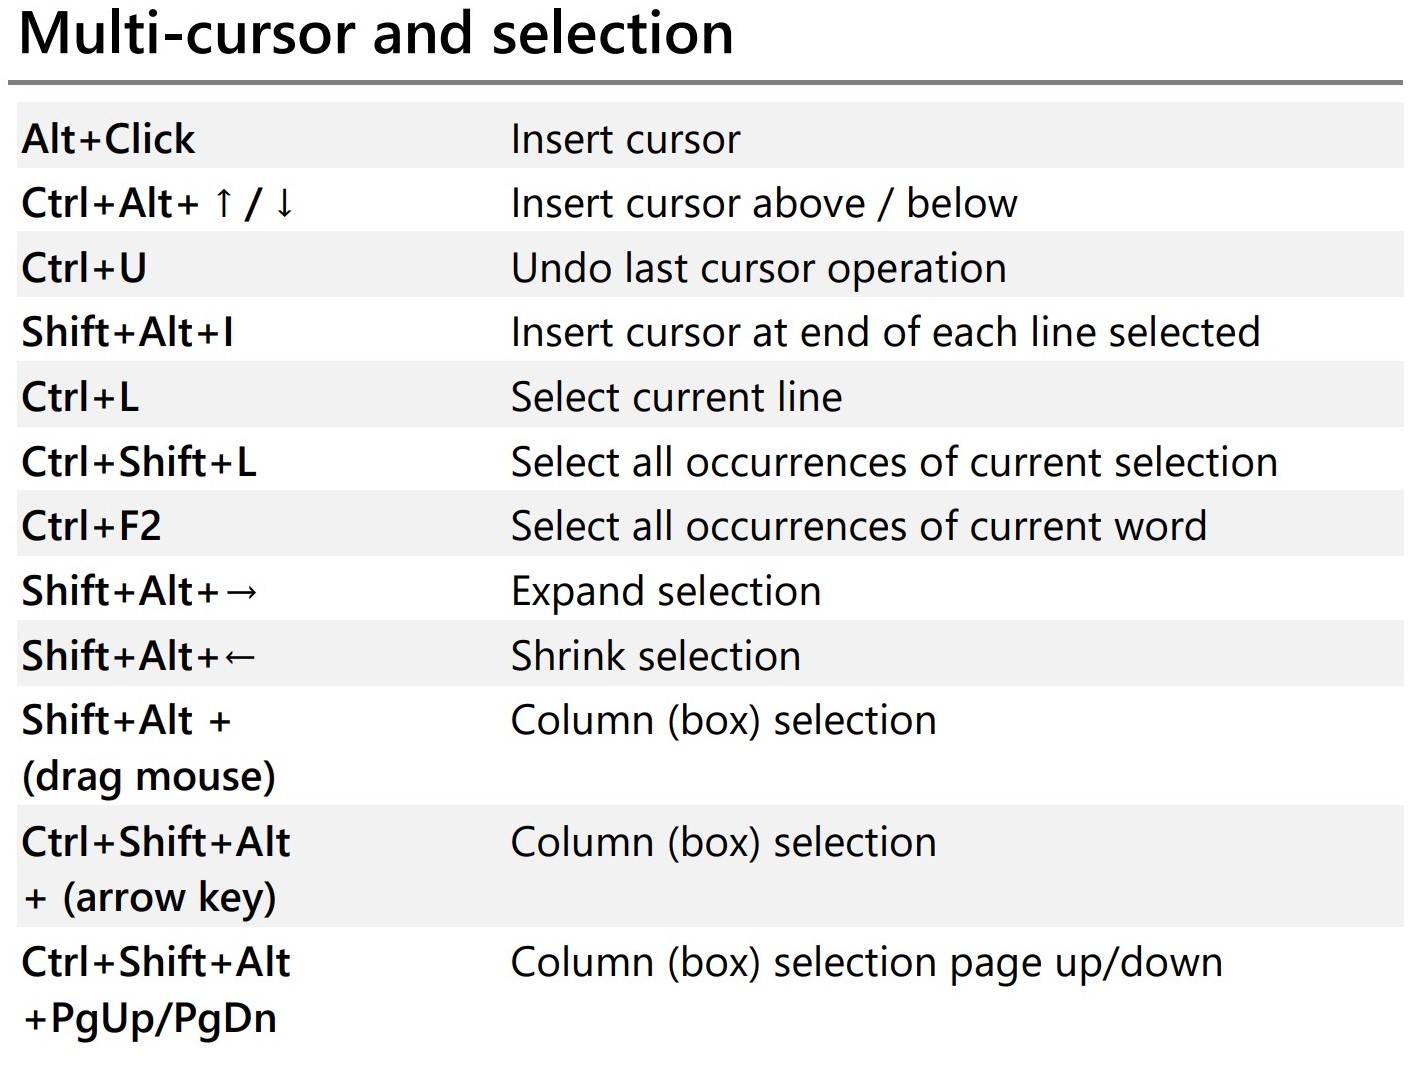 Multi-cursor and selection
Alt+Click Insert cursor
Ctrl+Alt+ ↑ / ↓ Insert cursor above / below
Ctrl+U Undo last cursor operation
Shift+Alt+I Insert cursor at end of each line selected
Ctrl+L Select current line
Ctrl+Shift+L Select all occurrences of current selection
Ctrl+F2 Select all occurrences of current word
Shift+Alt+→ Expand selection
Shift+Alt+← Shrink selection
Shift+Alt + Column (box) selection
(drag mouse)
Ctrl+Shift+Alt Column (box) selection
+ (arrow key)
Ctrl+Shift+Alt Column (box) selection page up/down
+PgUp/PgDn